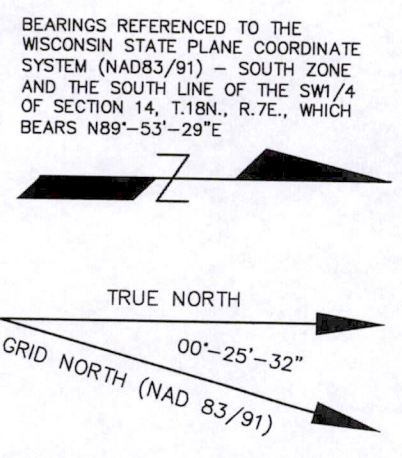 BEARINGS REFERENCED TO THE
WISCONSIN STATE PLANE COORDINATE
SYSTEM (NAD83/91) – SOUTH ZONE
AND THE SOUTH LINE OF THE SW1/4
OF SECTION 14, T.18N., R.7E., WHICH
BEARS N89°–53'–29"E
Z
TRUE NORTH
00°–25'–32"
GRID NORTH (NAD 83/91)